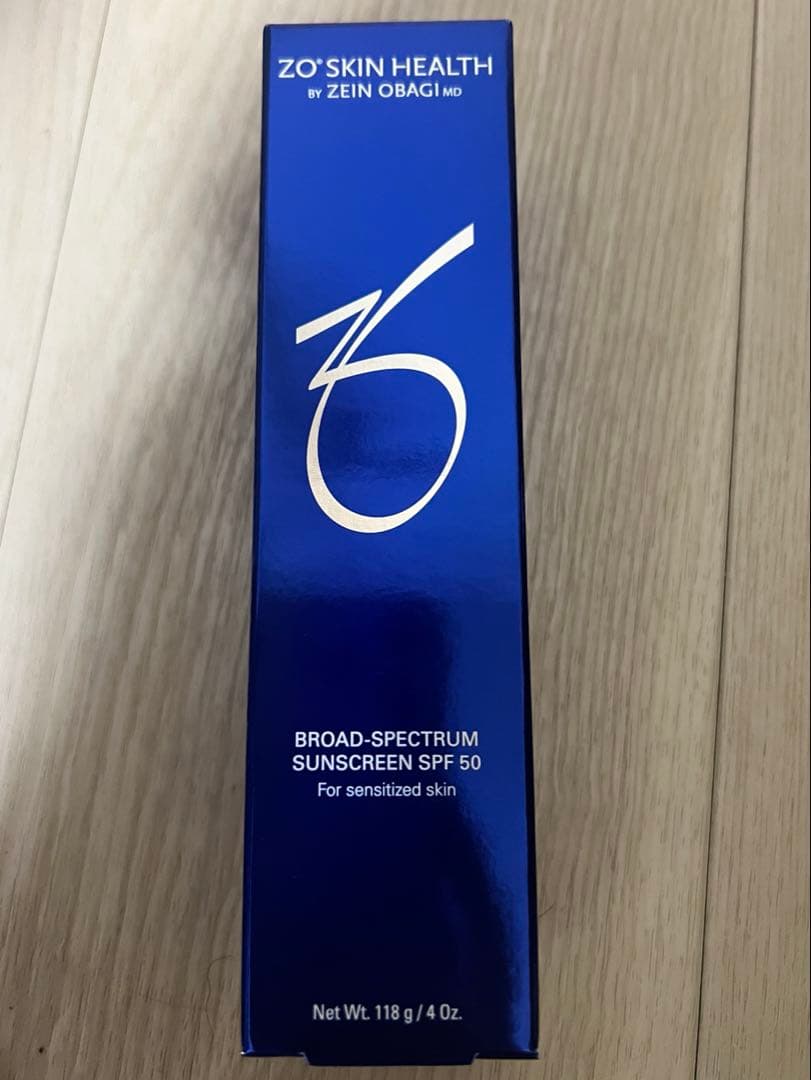 ZO® SKIN HEALTH
BY ZEIN OBAGI MD
ZO
BROAD-SPECTRUM
SUNSCREEN SPF 50
For sensitized skin
Net Wt. 118 g / 4 Oz.